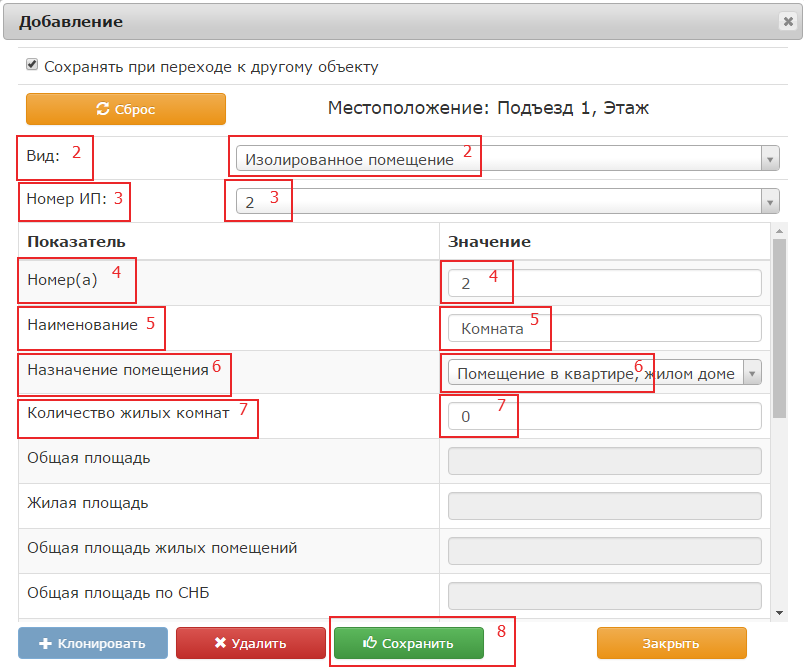 Добавление
Сохранять при переходе к другому объекту
Сброс
Местоположение: Подъезд 1, Этаж
Вид: 2
Изолированное помещение 2
Номер ИП: 3
2 3
Показатель
Значение
Номер(а) 4
2 4
Наименование 5
Комната 5
Назначение помещения 6
Помещение в квартире, жилом доме 6
Количество жилых комнат 7
0 7
Общая площадь
Жилая площадь
Общая площадь жилых помещений
Общая площадь по СНБ
Клонировать
Удалить
Сохранить 8
Закрыть